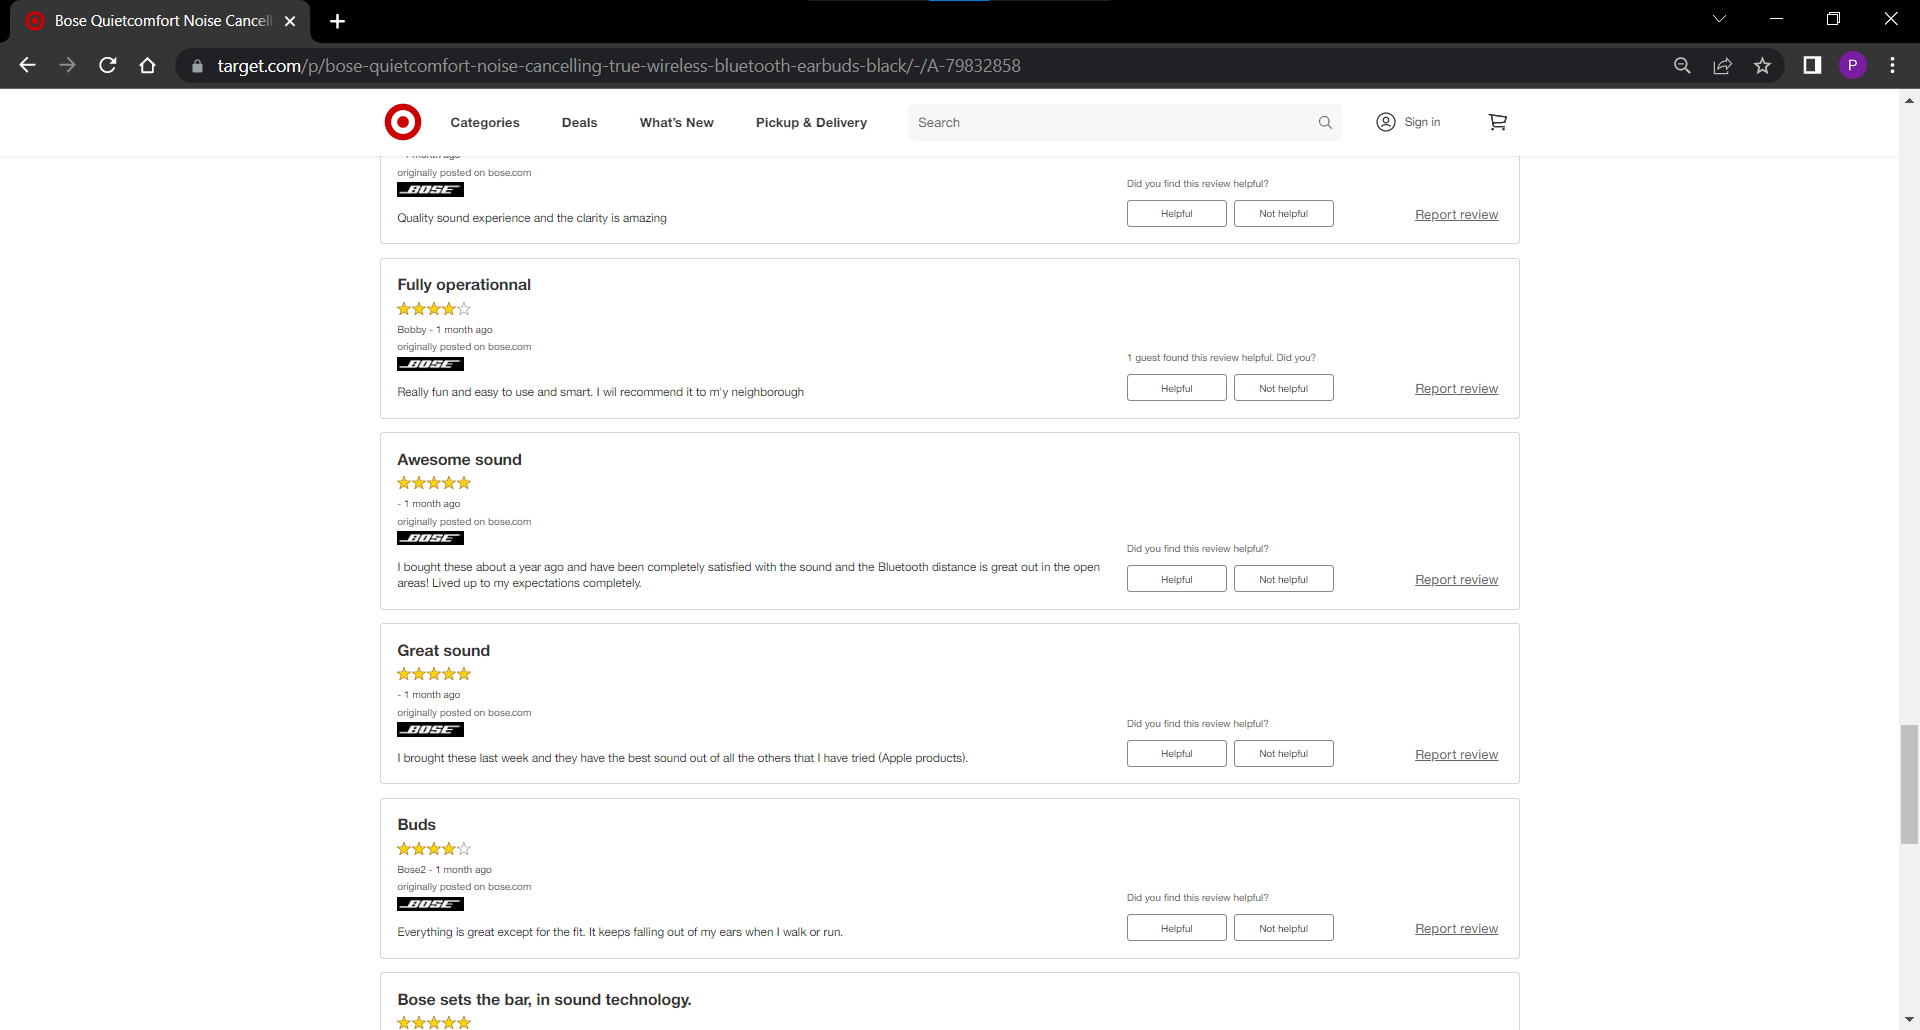 Bose Quietcomfort Noise Cancell
target.com/p/bose-quietcomfort-noise-cancelling-true-wireless-bluetooth-earbuds-black/-/A-79832858
P
Categories Deals What's New Pickup & Delivery Search Sign in
- 1 month ago
originally posted on bose.com
BOSE
Quality sound experience and the clarity is amazing
Did you find this review helpful?
Helpful Not helpful Report review
Fully operationnal
Bobby - 1 month ago
originally posted on bose.com
BOSE
Really fun and easy to use and smart. I wil recommend it to m'y neighborough
1 guest found this review helpful. Did you?
Helpful Not helpful Report review
Awesome sound
- 1 month ago
originally posted on bose.com
BOSE
I bought these about a year ago and have been completely satisfied with the sound and the Bluetooth distance is great out in the open
areas! Lived up to my expectations completely.
Did you find this review helpful?
Helpful Not helpful Report review
Great sound
- 1 month ago
originally posted on bose.com
BOSE
I brought these last week and they have the best sound out of all the others that I have tried (Apple products).
Did you find this review helpful?
Helpful Not helpful Report review
Buds
Bose2 - 1 month ago
originally posted on bose.com
BOSE
Everything is great except for the fit. It keeps falling out of my ears when I walk or run.
Did you find this review helpful?
Helpful Not helpful Report review
Bose sets the bar, in sound technology.